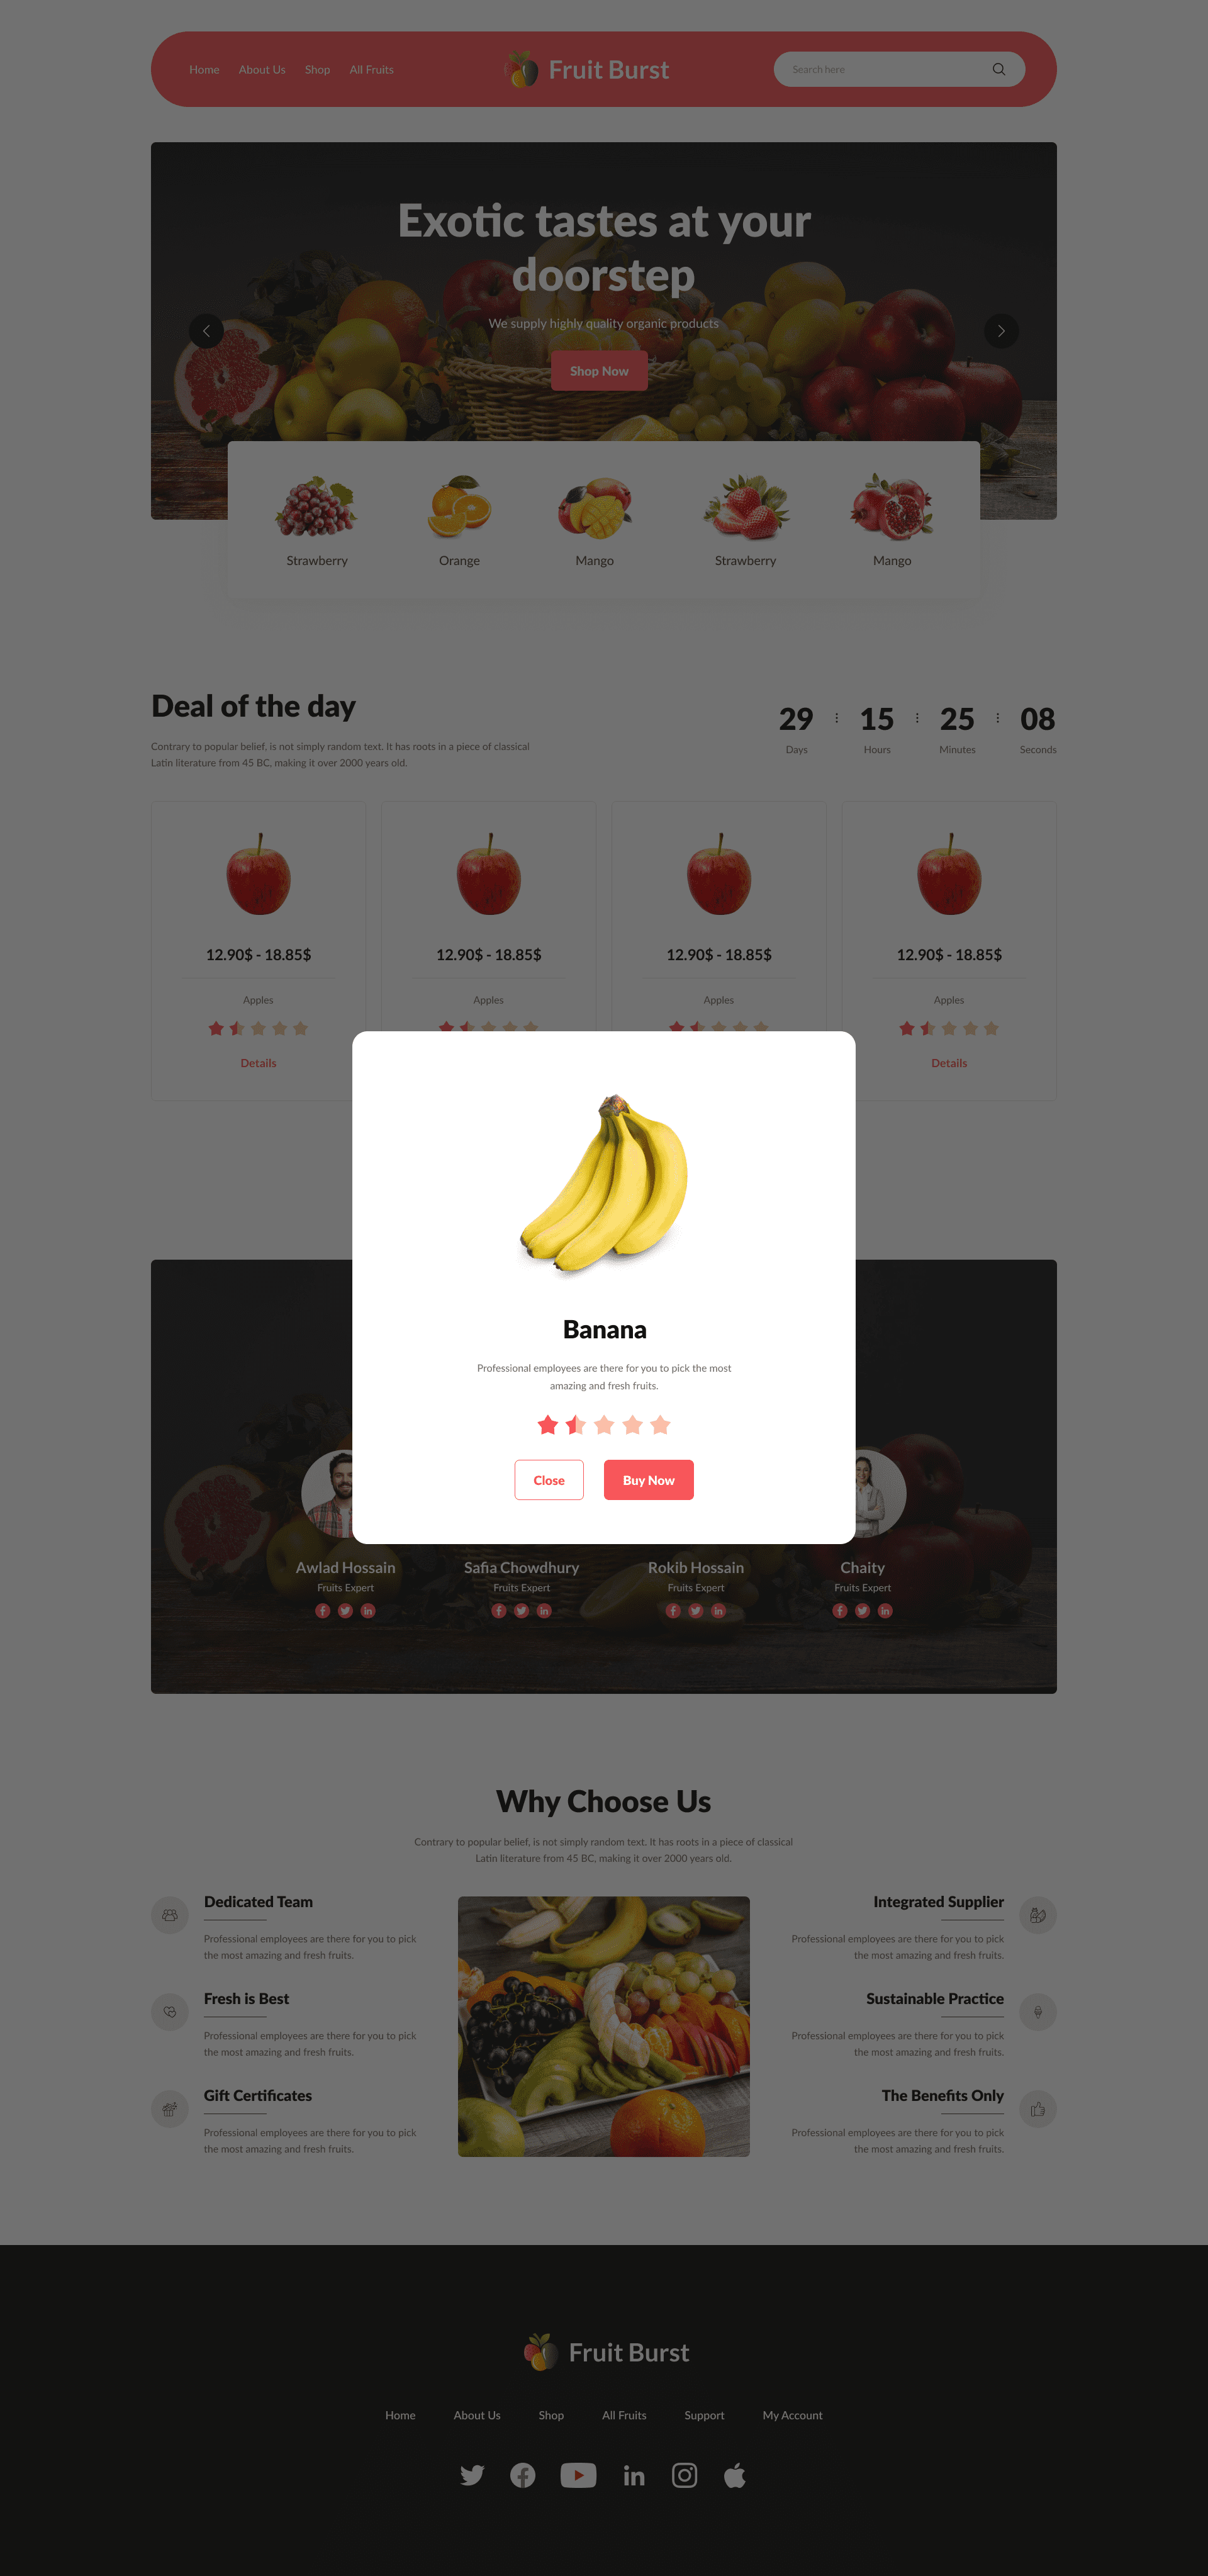 Home About Us Shop All Fruits
Fruit Burst
Search here
Exotic tastes at your
doorstep
We supply highly quality organic products
Shop Now
Strawberry Orange Mango Strawberry Mango
Deal of the day
Contrary to popular belief, is not simply random text. It has roots in a piece of classical
Latin literature from 45 BC, making it over 2000 years old.
29 : 15 : 25 : 08
Days Hours Minutes Seconds
12.90$ - 18.85$ 12.90$ - 18.85$ 12.90$ - 18.85$ 12.90$ - 18.85$
Apples Apples Apples Apples
Details Details
Banana
Professional employees are there for you to pick the most
amazing and fresh fruits.
Close Buy Now
Awlad Hossain Safia Chowdhury Rokib Hossain Chaity
Fruits Expert Fruits Expert Fruits Expert Fruits Expert
Why Choose Us
Contrary to popular belief, is not simply random text. It has roots in a piece of classical
Latin literature from 45 BC, making it over 2000 years old.
Dedicated Team
Professional employees are there for you to pick
the most amazing and fresh fruits.
Fresh is Best
Professional employees are there for you to pick
the most amazing and fresh fruits.
Gift Certificates
Professional employees are there for you to pick
the most amazing and fresh fruits.
Integrated Supplier
Professional employees are there for you to pick
the most amazing and fresh fruits.
Sustainable Practice
Professional employees are there for you to pick
the most amazing and fresh fruits.
The Benefits Only
Professional employees are there for you to pick
the most amazing and fresh fruits.
Fruit Burst
Home About Us Shop All Fruits Support My Account